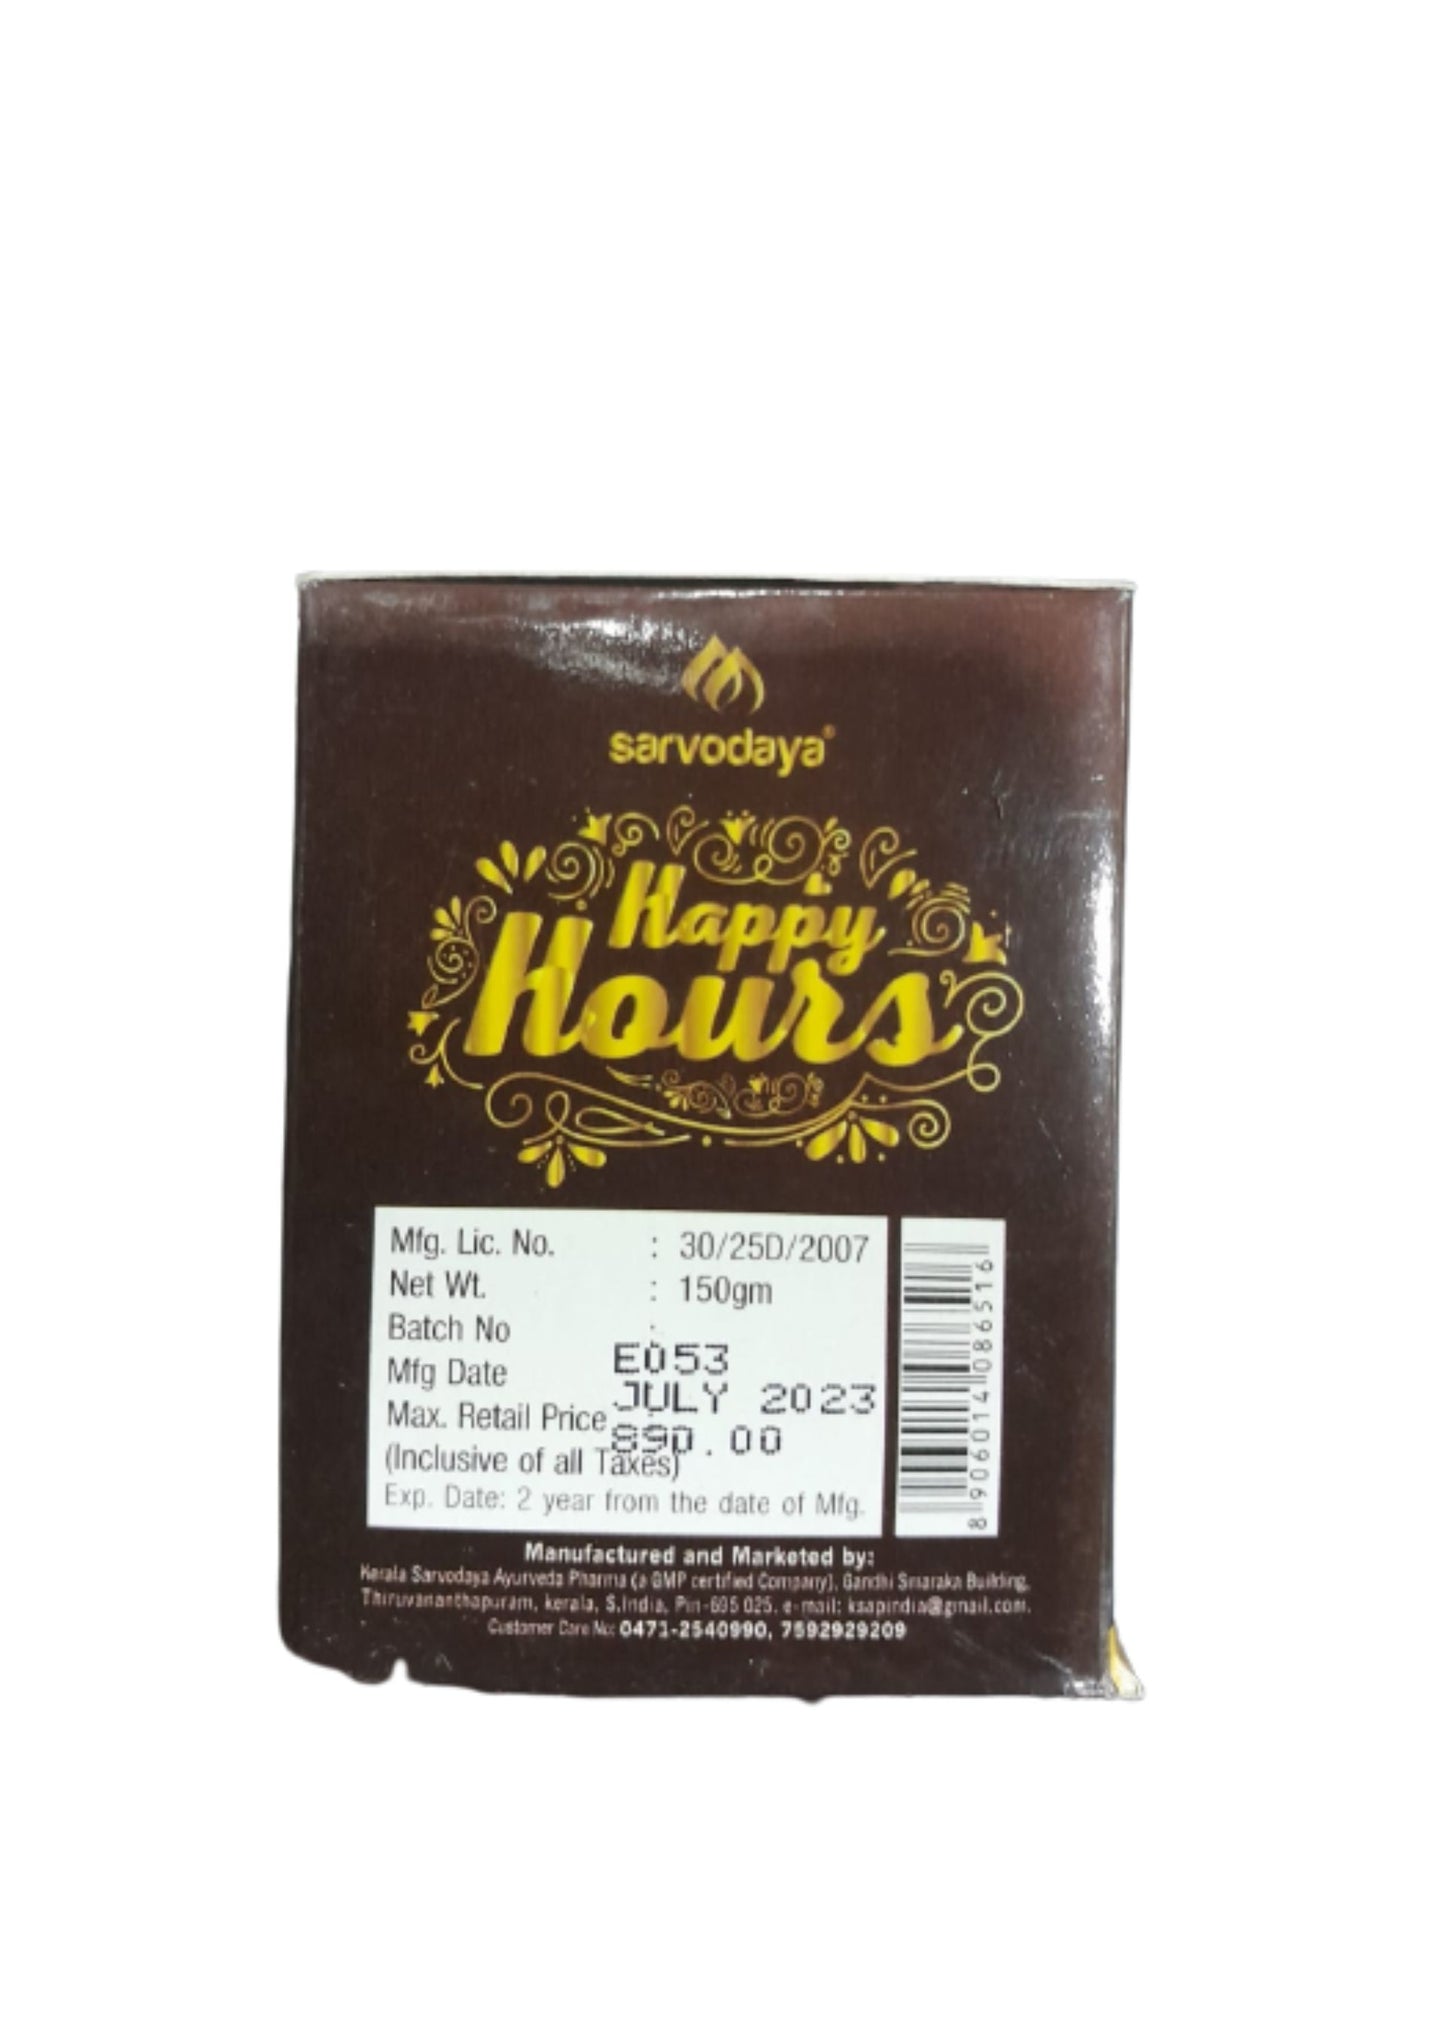 sarvodaya®
Happy
Hours
Mfg. Lic. No. : 30/25D/2007
Net Wt. : 150gm
Batch No :
E053
Mfg Date
JULY 2023
Max. Retail Price
890.00
(Inclusive of all Taxes)
Exp. Date: 2 year from the date of Mfg.
8 906014 086516
Manufactured and Marketed by:
Kerala Sarvodaya Ayurveda Pharma (a GMP certified Company), Gandhi Smaraka Building,
Thiruvananthapuram, kerala, S.India, Pin-695 025. e-mail: ksapindia@gmail.com.
Customer Care No: 0471-2540990, 7592929209